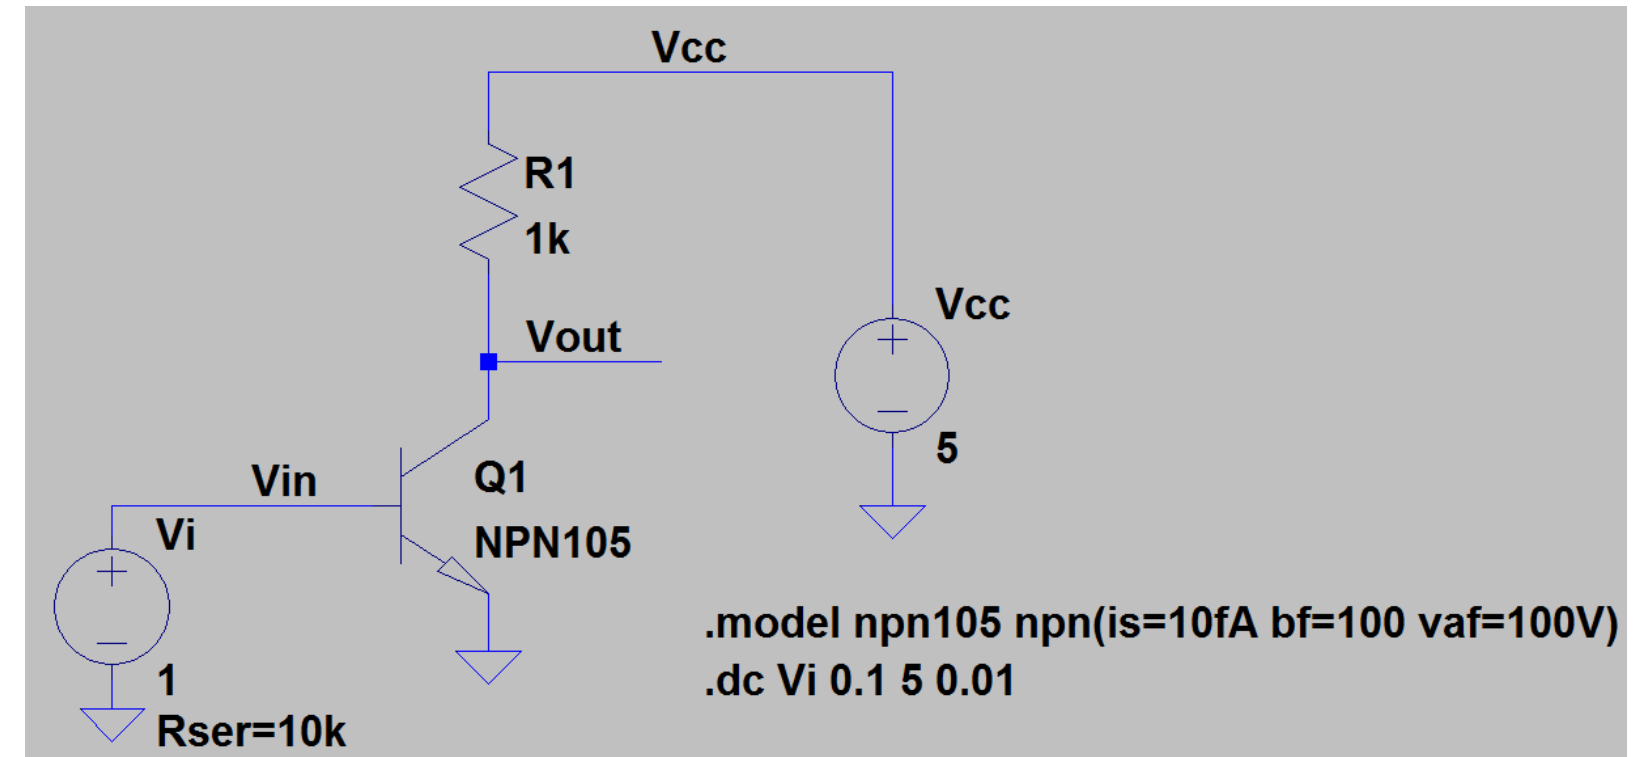 Vcc
R1
1k
Vout
Vcc
5
Vin
Vi
1
Rser=10k
Q1
NPN105
.model npn105 npn(is=10fA bf=100 vaf=100V)
.dc Vi 0.1 5 0.01